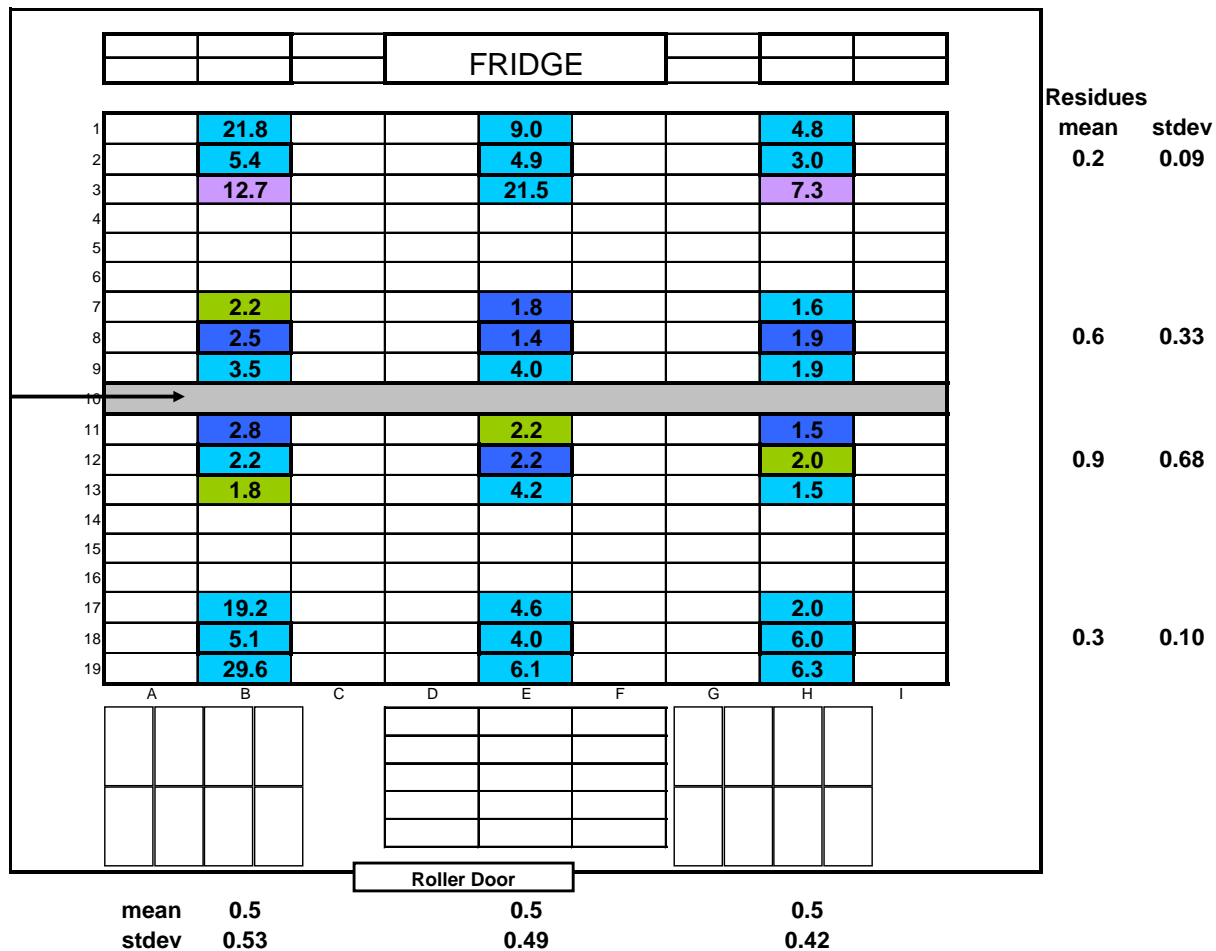 FRIDGE
Residues
1 21.8 9.0 4.8 mean stdev
2 5.4 4.9 3.0 0.2 0.09
3 12.7 21.5 7.3
4
5
6
7 2.2 1.8 1.6
8 2.5 1.4 1.9 0.6 0.33
9 3.5 4.0 1.9
10
11 2.8 2.2 1.5
12 2.2 2.2 2.0 0.9 0.68
13 1.8 4.2 1.5
14
15
16
17 19.2 4.6 2.0
18 5.1 4.0 6.0 0.3 0.10
19 29.6 6.1 6.3
A B C D E F G H I
Roller Door
mean 0.5 0.5 0.5
stdev 0.53 0.49 0.42